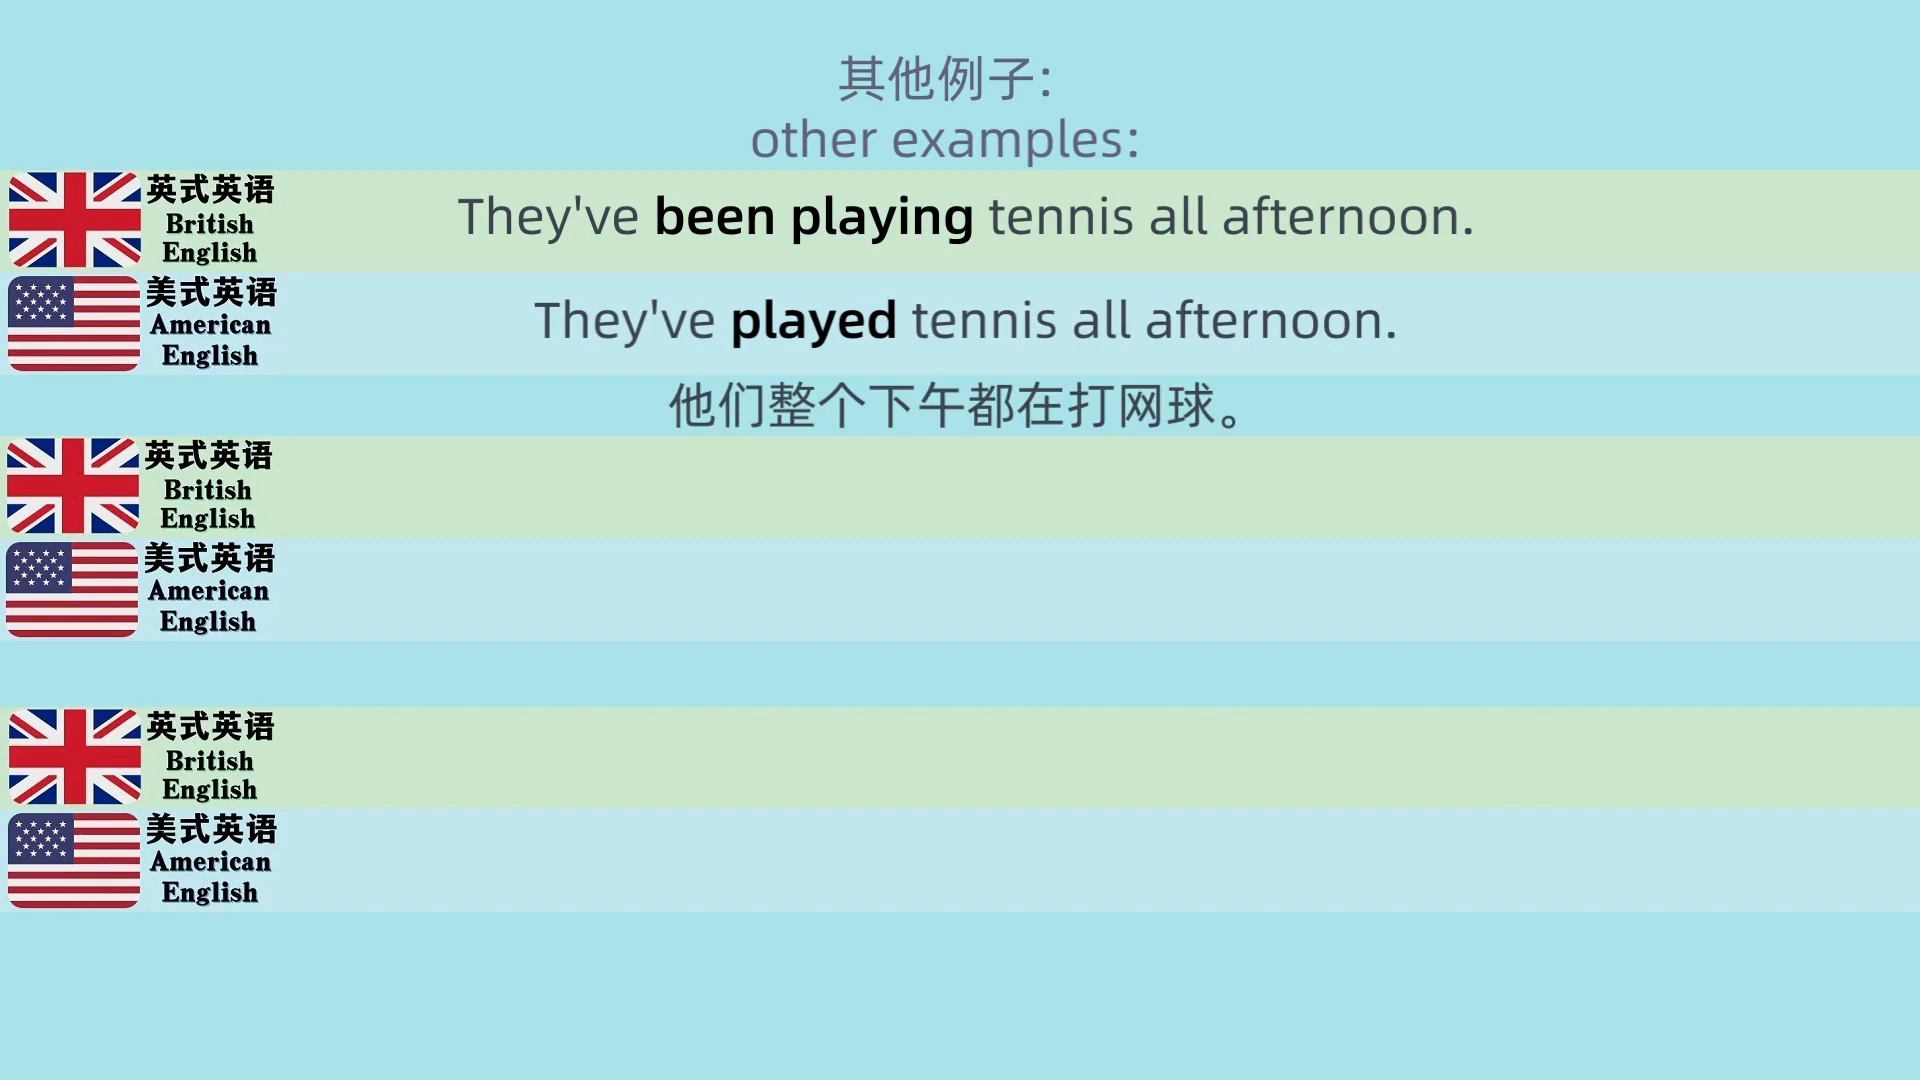 其他例子:
other examples:
英式英语
British
English
They've been playing tennis all afternoon.
美式英语
American
English
They've played tennis all afternoon.
他们整个下午都在打网球。
英式英语
British
English
美式英语
American
English
英式英语
British
English
美式英语
American
English